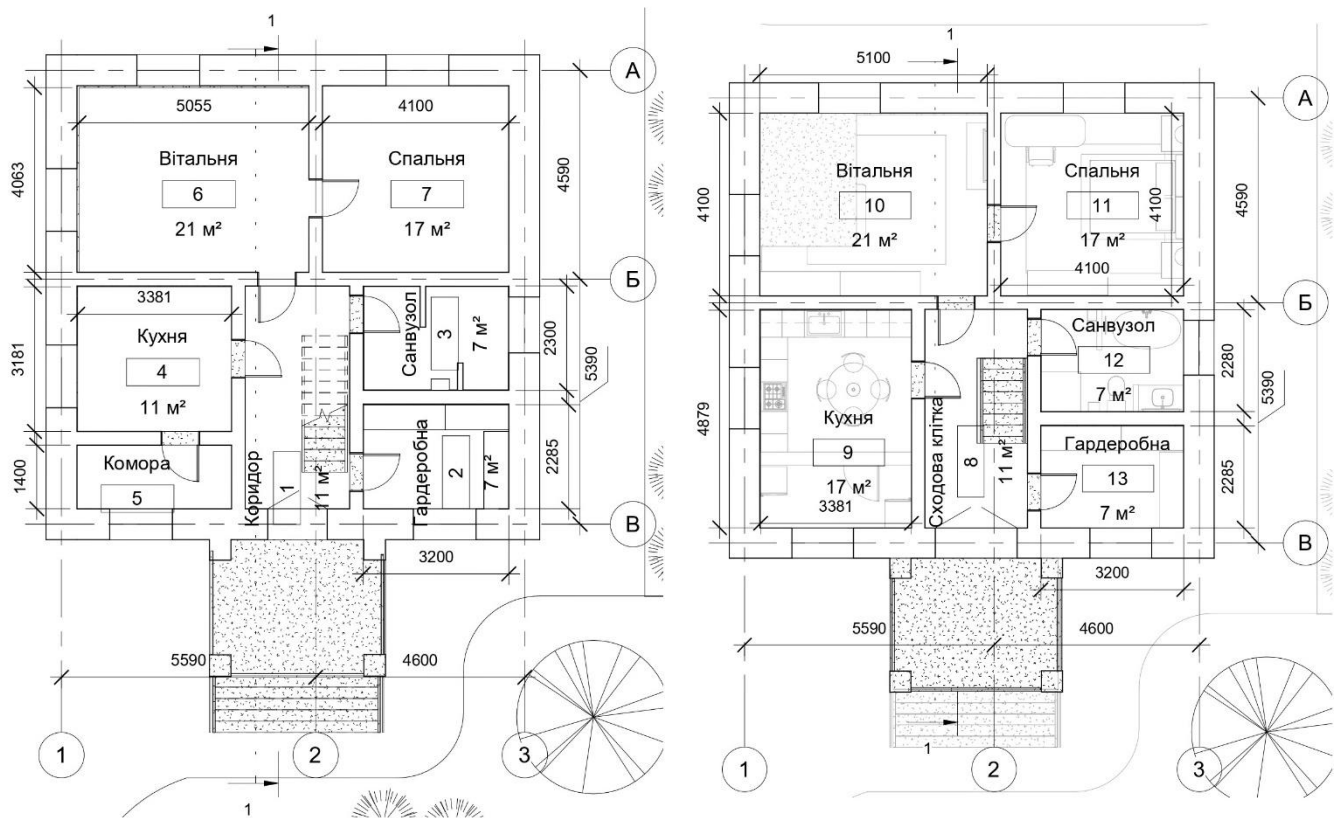 1
А
5055
4100
4063
Вітальня
6
21 м²
Спальня
7
17 м²
4590
Б
3381
3181
Кухня
4
11 м²
Санвузол
3
7 м²
2300
5390
Комора
5
1400
Коридор
1
11 м²
Гардеробна
2
7 м²
2285
В
3200
5590
4600
1
2
3
1
1
5100
А
4100
Вітальня
10
21 м²
Спальня
11
17 м²
4100
4100
4590
Б
4879
Кухня
9
17 м²
3381
Сходова клітка
8
11 м²
Санвузол
12
7 м²
2280
5390
Гардеробна
13
7 м²
2285
В
3200
5590
4600
1
1
2
3